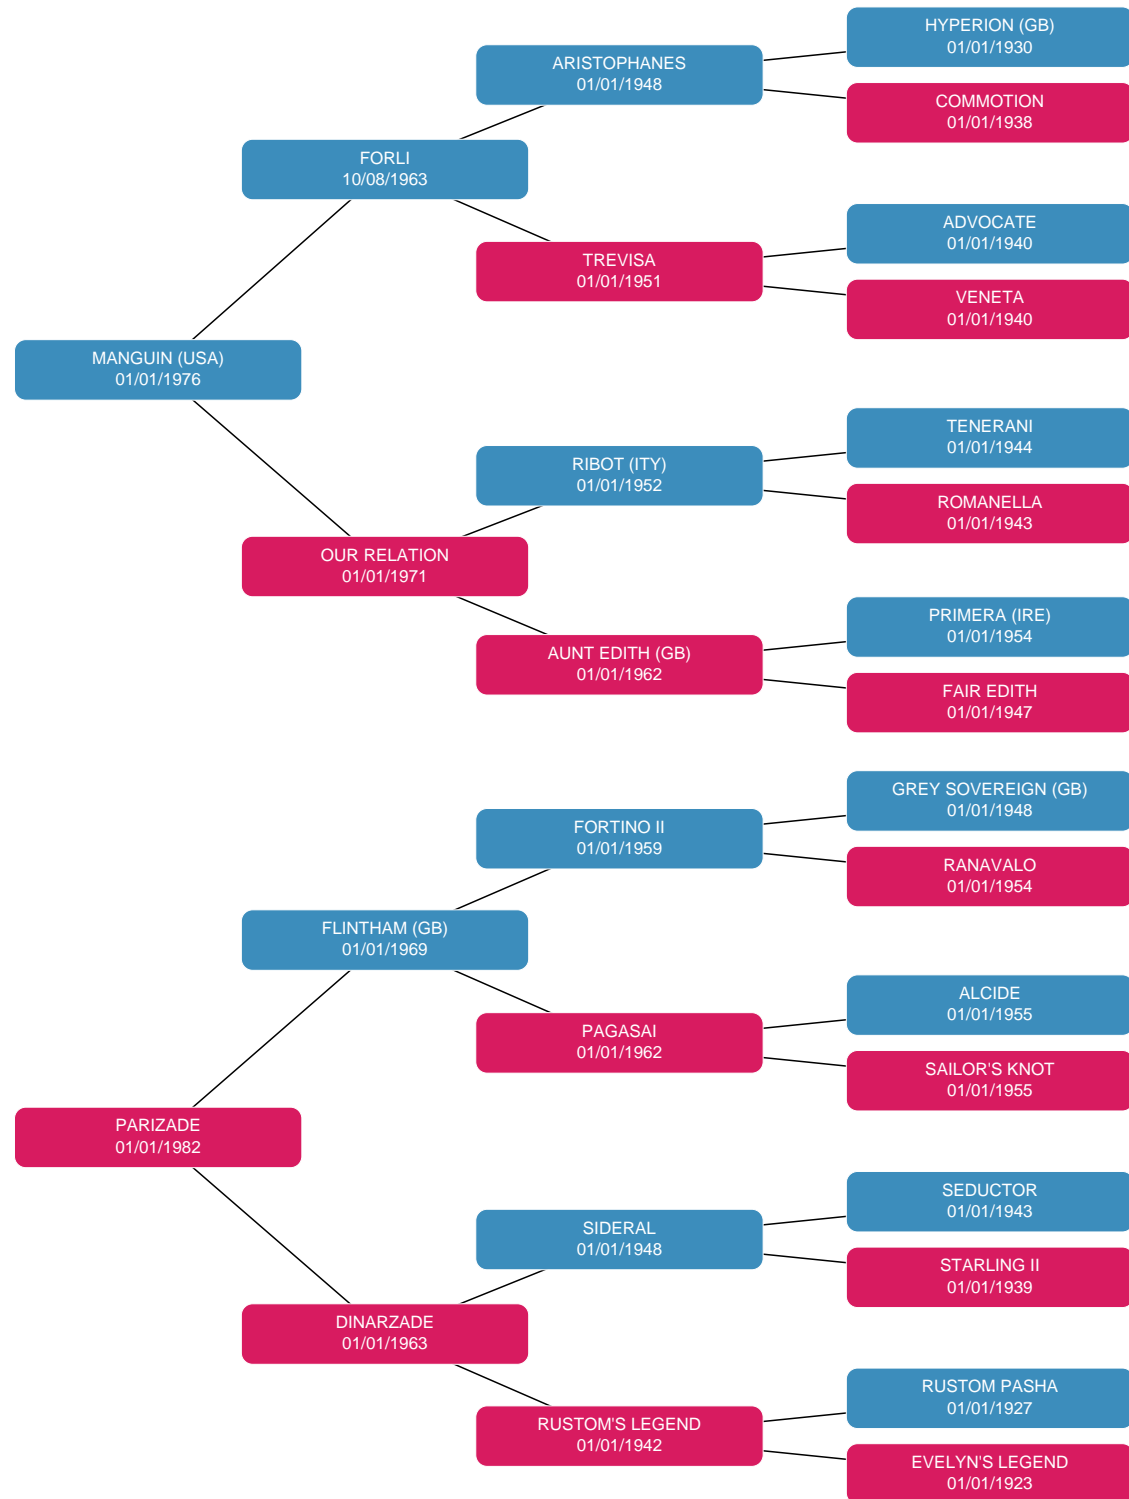 HYPERION (GB)
01/01/1930
ARISTOPHANES
01/01/1948
COMMOTION
01/01/1938
FORLI
10/08/1963
ADVOCATE
01/01/1940
TREVISA
01/01/1951
VENETA
01/01/1940
MANGUIN (USA)
01/01/1976
TENERANI
01/01/1944
RIBOT (ITY)
01/01/1952
ROMANELLA
01/01/1943
OUR RELATION
01/01/1971
PRIMERA (IRE)
01/01/1954
AUNT EDITH (GB)
01/01/1962
FAIR EDITH
01/01/1947
GREY SOVEREIGN (GB)
01/01/1948
FORTINO II
01/01/1959
RANAVALO
01/01/1954
FLINTHAM (GB)
01/01/1969
ALCIDE
01/01/1955
PAGASAI
01/01/1962
SAILOR'S KNOT
01/01/1955
PARIZADE
01/01/1982
SEDUCTOR
01/01/1943
SIDERAL
01/01/1948
STARLING II
01/01/1939
DINARZADE
01/01/1963
RUSTOM PASHA
01/01/1927
RUSTOM'S LEGEND
01/01/1942
EVELYN'S LEGEND
01/01/1923